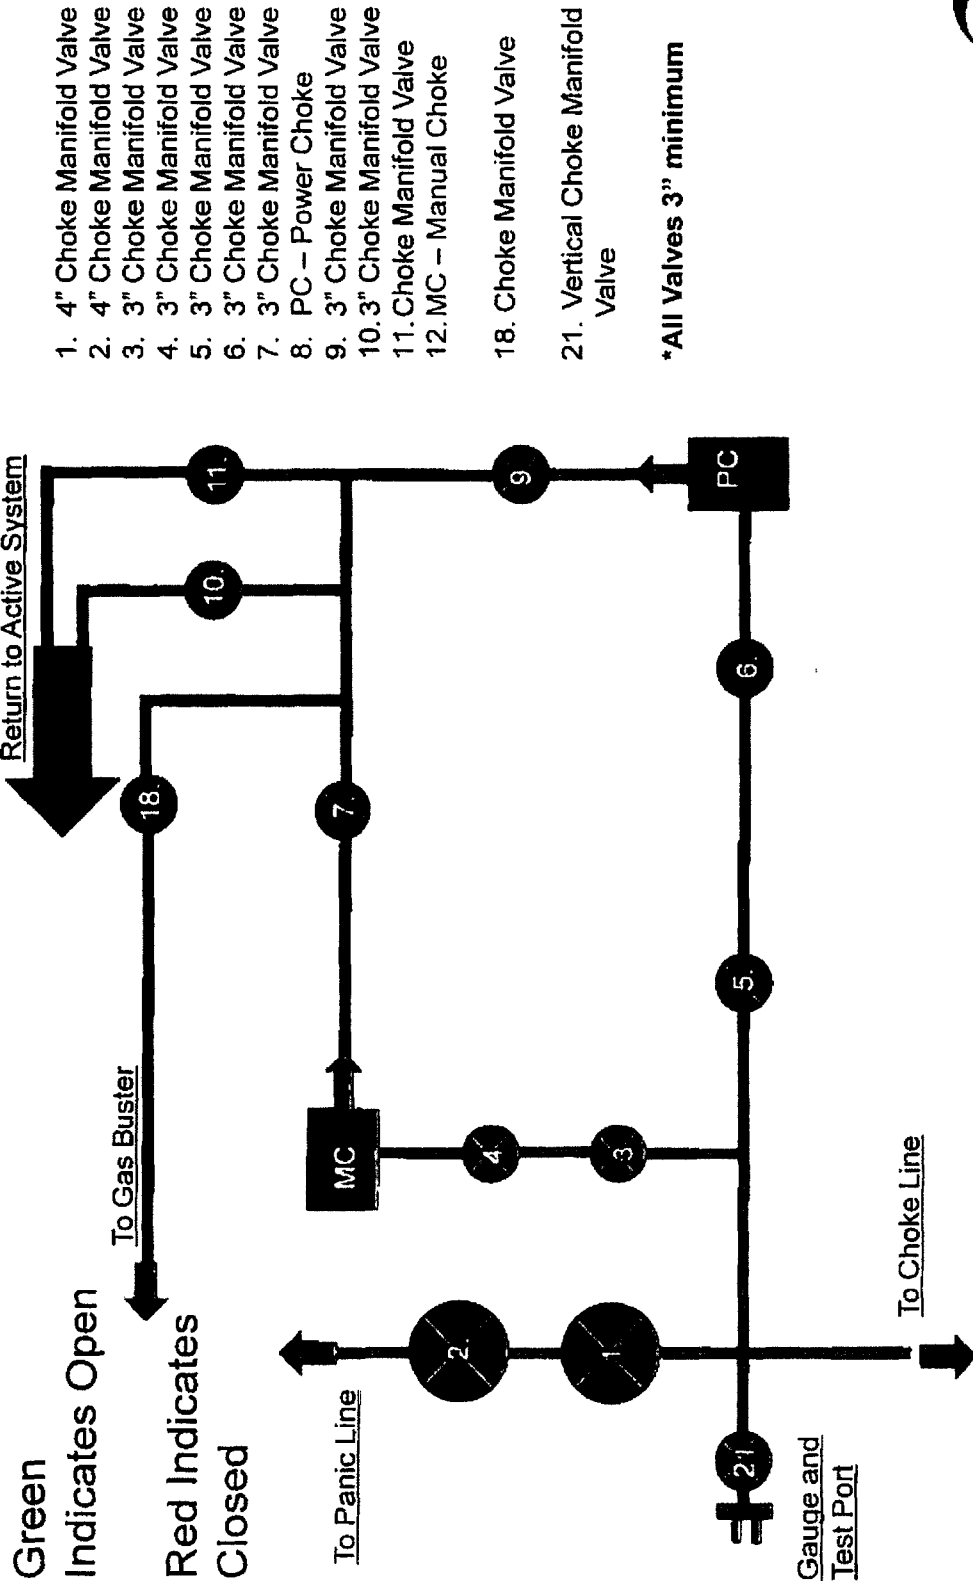 Green
Indicates Open
Red Indicates
Closed
To Gas Buster
Return to Active System
To Panic Line
Gauge and
Test Port
To Choke Line
MC
PC
1.
2.
3
4.
5.
6.
7.
9
10.
11.
18.
21
1. 4" Choke Manifold Valve
2. 4" Choke Manifold Valve
3. 3" Choke Manifold Valve
4. 3" Choke Manifold Valve
5. 3" Choke Manifold Valve
6. 3" Choke Manifold Valve
7. 3" Choke Manifold Valve
8. PC – Power Choke
9. 3" Choke Manifold Valve
10. 3" Choke Manifold Valve
11. Choke Manifold Valve
12. MC – Manual Choke
18. Choke Manifold Valve
21. Vertical Choke Manifold
Valve
*All Valves 3" minimum